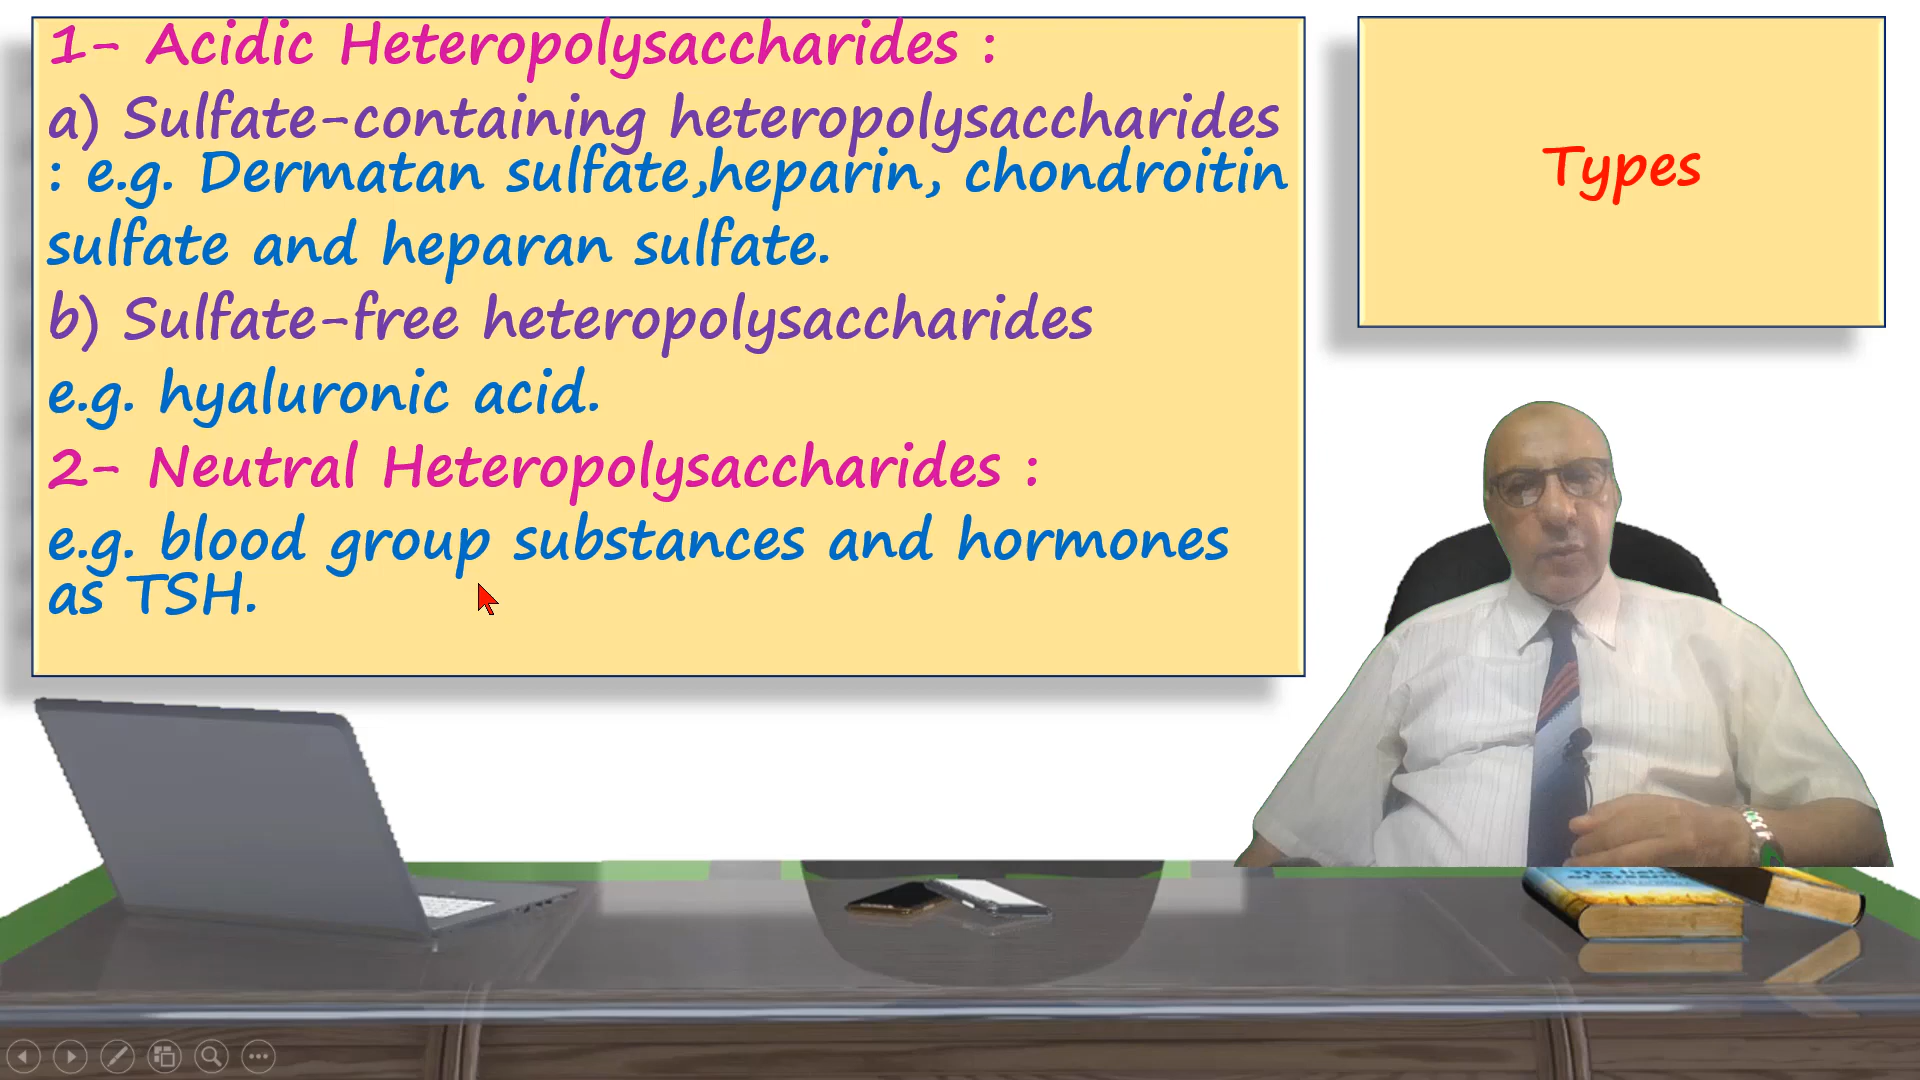 1- Acidic Heteropolysaccharides :
a) Sulfate-containing heteropolysaccharides
: e.g. Dermatan sulfate,heparin, chondroitin
sulfate and heparan sulfate.
b) Sulfate-free heteropolysaccharides
e.g. hyaluronic acid.
2- Neutral Heteropolysaccharides :
e.g. blood group substances and hormones
as TSH.
Types